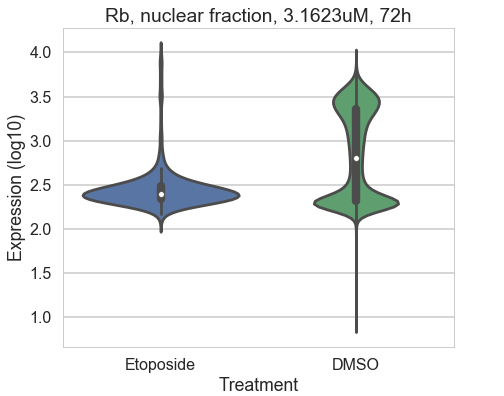 Rb, nuclear fraction, 3.1623uM, 72h
Expression (log10)
4.0
3.5
3.0
2.5
2.0
1.5
1.0
Etoposide DMSO
Treatment